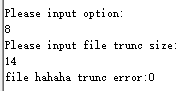 Please input option:
8
Please input file trunc size:
14
file hahaha trunc error:0